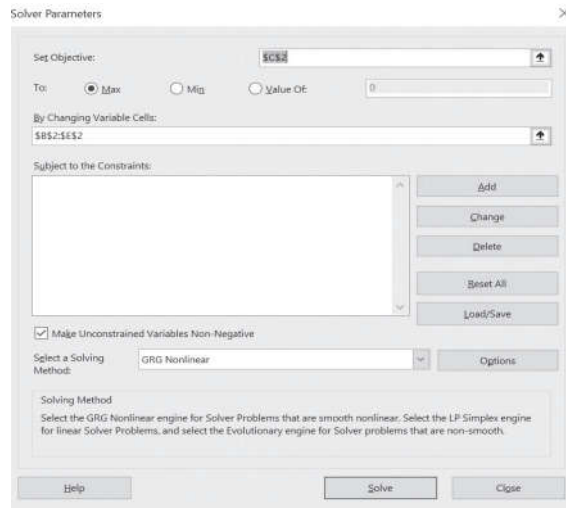 Solver Parameters
Set Objective: $C$2
To: Max Min Value Of: 0
By Changing Variable Cells:
$B$2:$E$2
Subject to the Constraints:
Add
Change
Delete
Reset All
Load/Save
Make Unconstrained Variables Non-Negative
Select a Solving Method: GRG Nonlinear Options
Solving Method
Select the GRG Nonlinear engine for Solver Problems that are smooth nonlinear. Select the LP Simplex engine
for linear Solver Problems, and select the Evolutionary engine for Solver problems that are non-smooth.
Help Solve Close